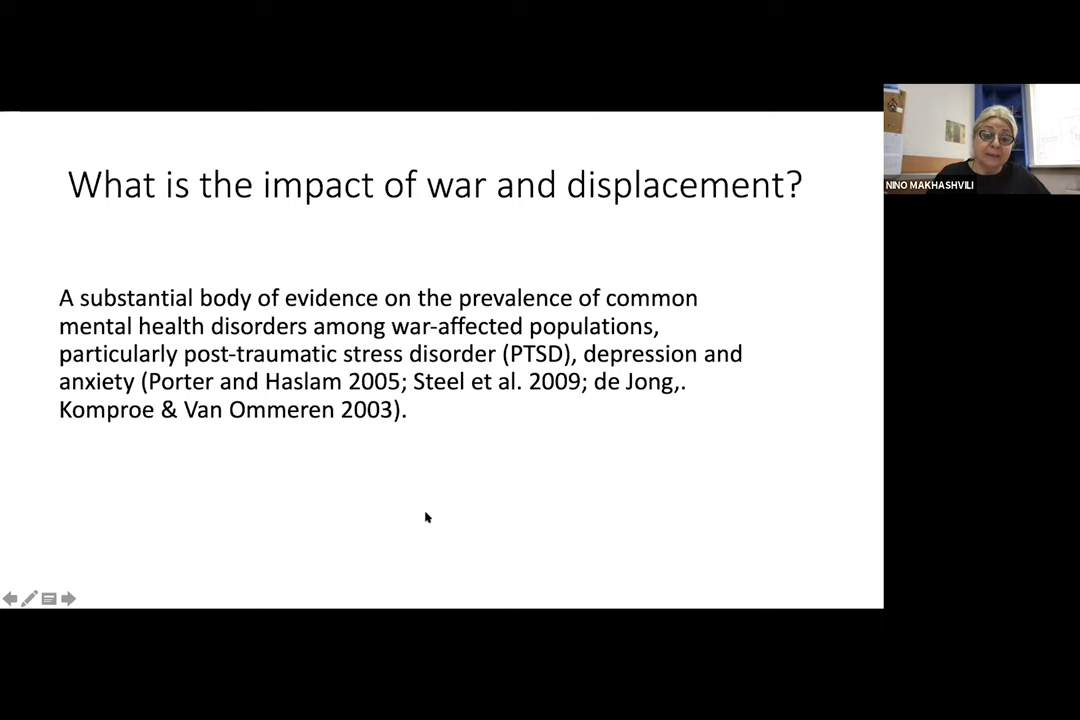 What is the impact of war and displacement?
A substantial body of evidence on the prevalence of common
mental health disorders among war-affected populations,
particularly post-traumatic stress disorder (PTSD), depression and
anxiety (Porter and Haslam 2005; Steel et al. 2009; de Jong,.
Komproe & Van Ommeren 2003).
NINO MAKHASHVILI